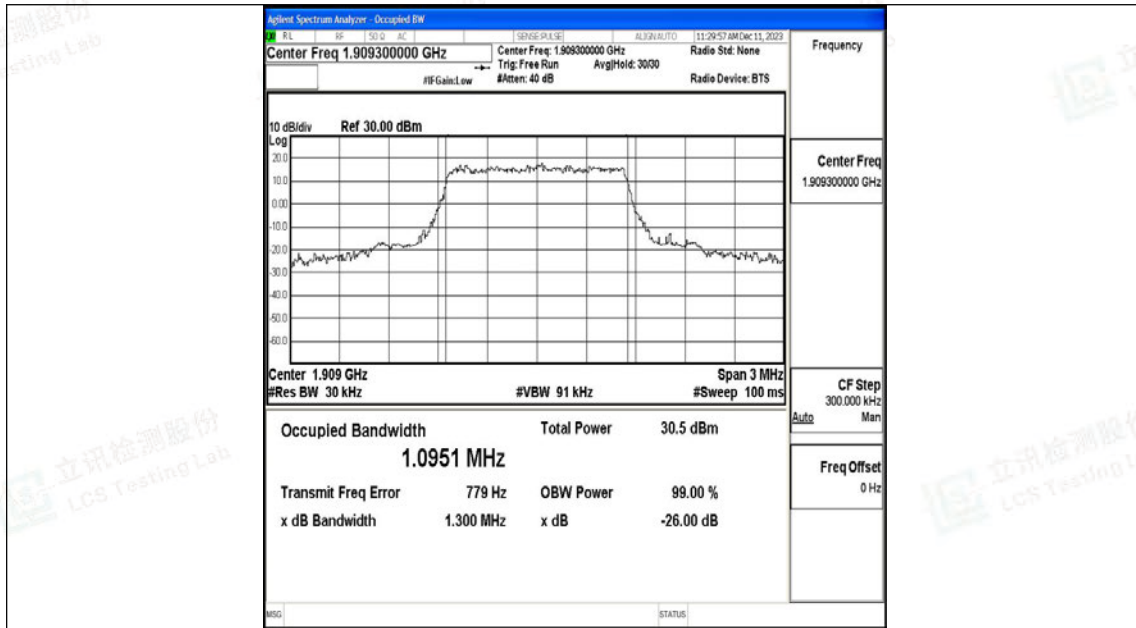 Agilent Spectrum Analyzer - Occupied BW
RL RF 50 Ω AC SENSE:PULSE ALIGNAUTO 11:29:57 AM Dec 11, 2023
Center Freq 1.909300000 GHz
Center Freq: 1.909300000 GHz
Radio Std: None
Trig: Free Run Avg|Hold: 30/30
#IFGain:Low
#Atten: 40 dB
Radio Device: BTS
10 dB/div Ref 30.00 dBm
Log
20.0
10.0
0.00
-10.0
-20.0
-30.0
-40.0
-50.0
-60.0
Center 1.909 GHz Span 3 MHz
#Res BW 30 kHz #VBW 91 kHz #Sweep 100 ms
Occupied Bandwidth Total Power 30.5 dBm
1.0951 MHz
Transmit Freq Error 779 Hz OBW Power 99.00 %
x dB Bandwidth 1.300 MHz x dB -26.00 dB
MSG STATUS
Frequency
Center Freq
1.909300000 GHz
CF Step
300.000 kHz
Auto Man
Freq Offset
0 Hz
立讯检测股份
LCS Testing Lab
立讯检测股份
LCS Testing Lab